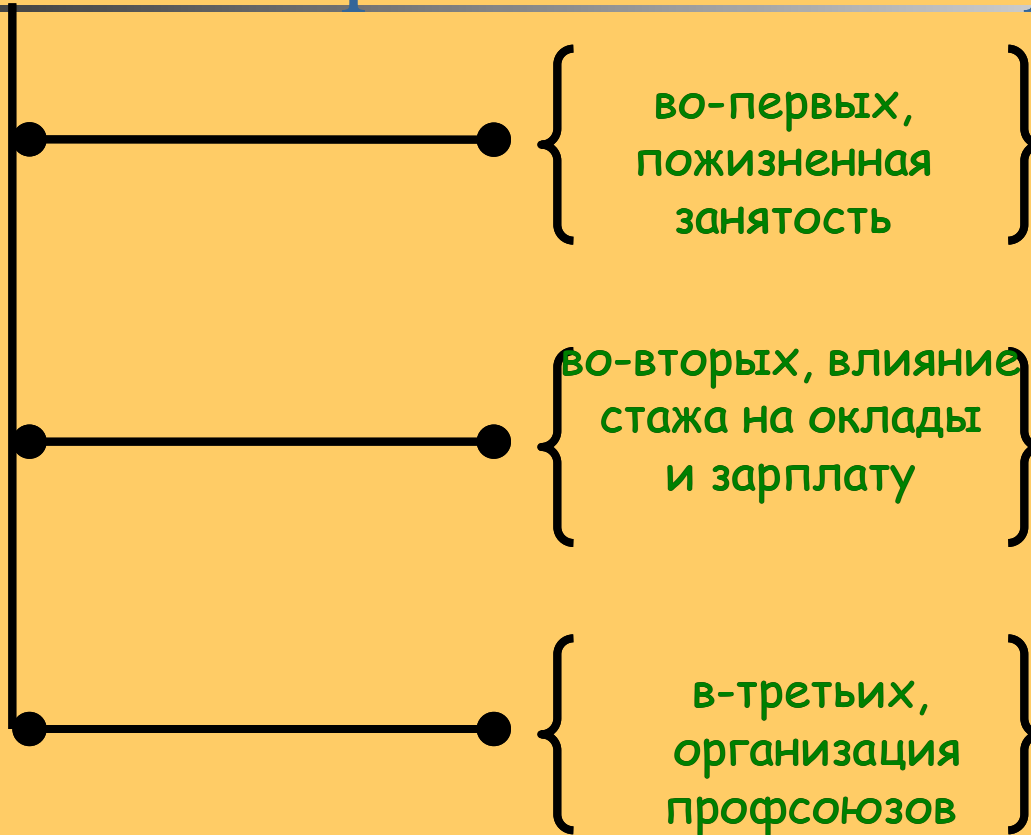 во-первых,
пожизненная
занятость
во-вторых, влияние
стажа на оклады
и зарплату
в-третьих,
организация
профсоюзов